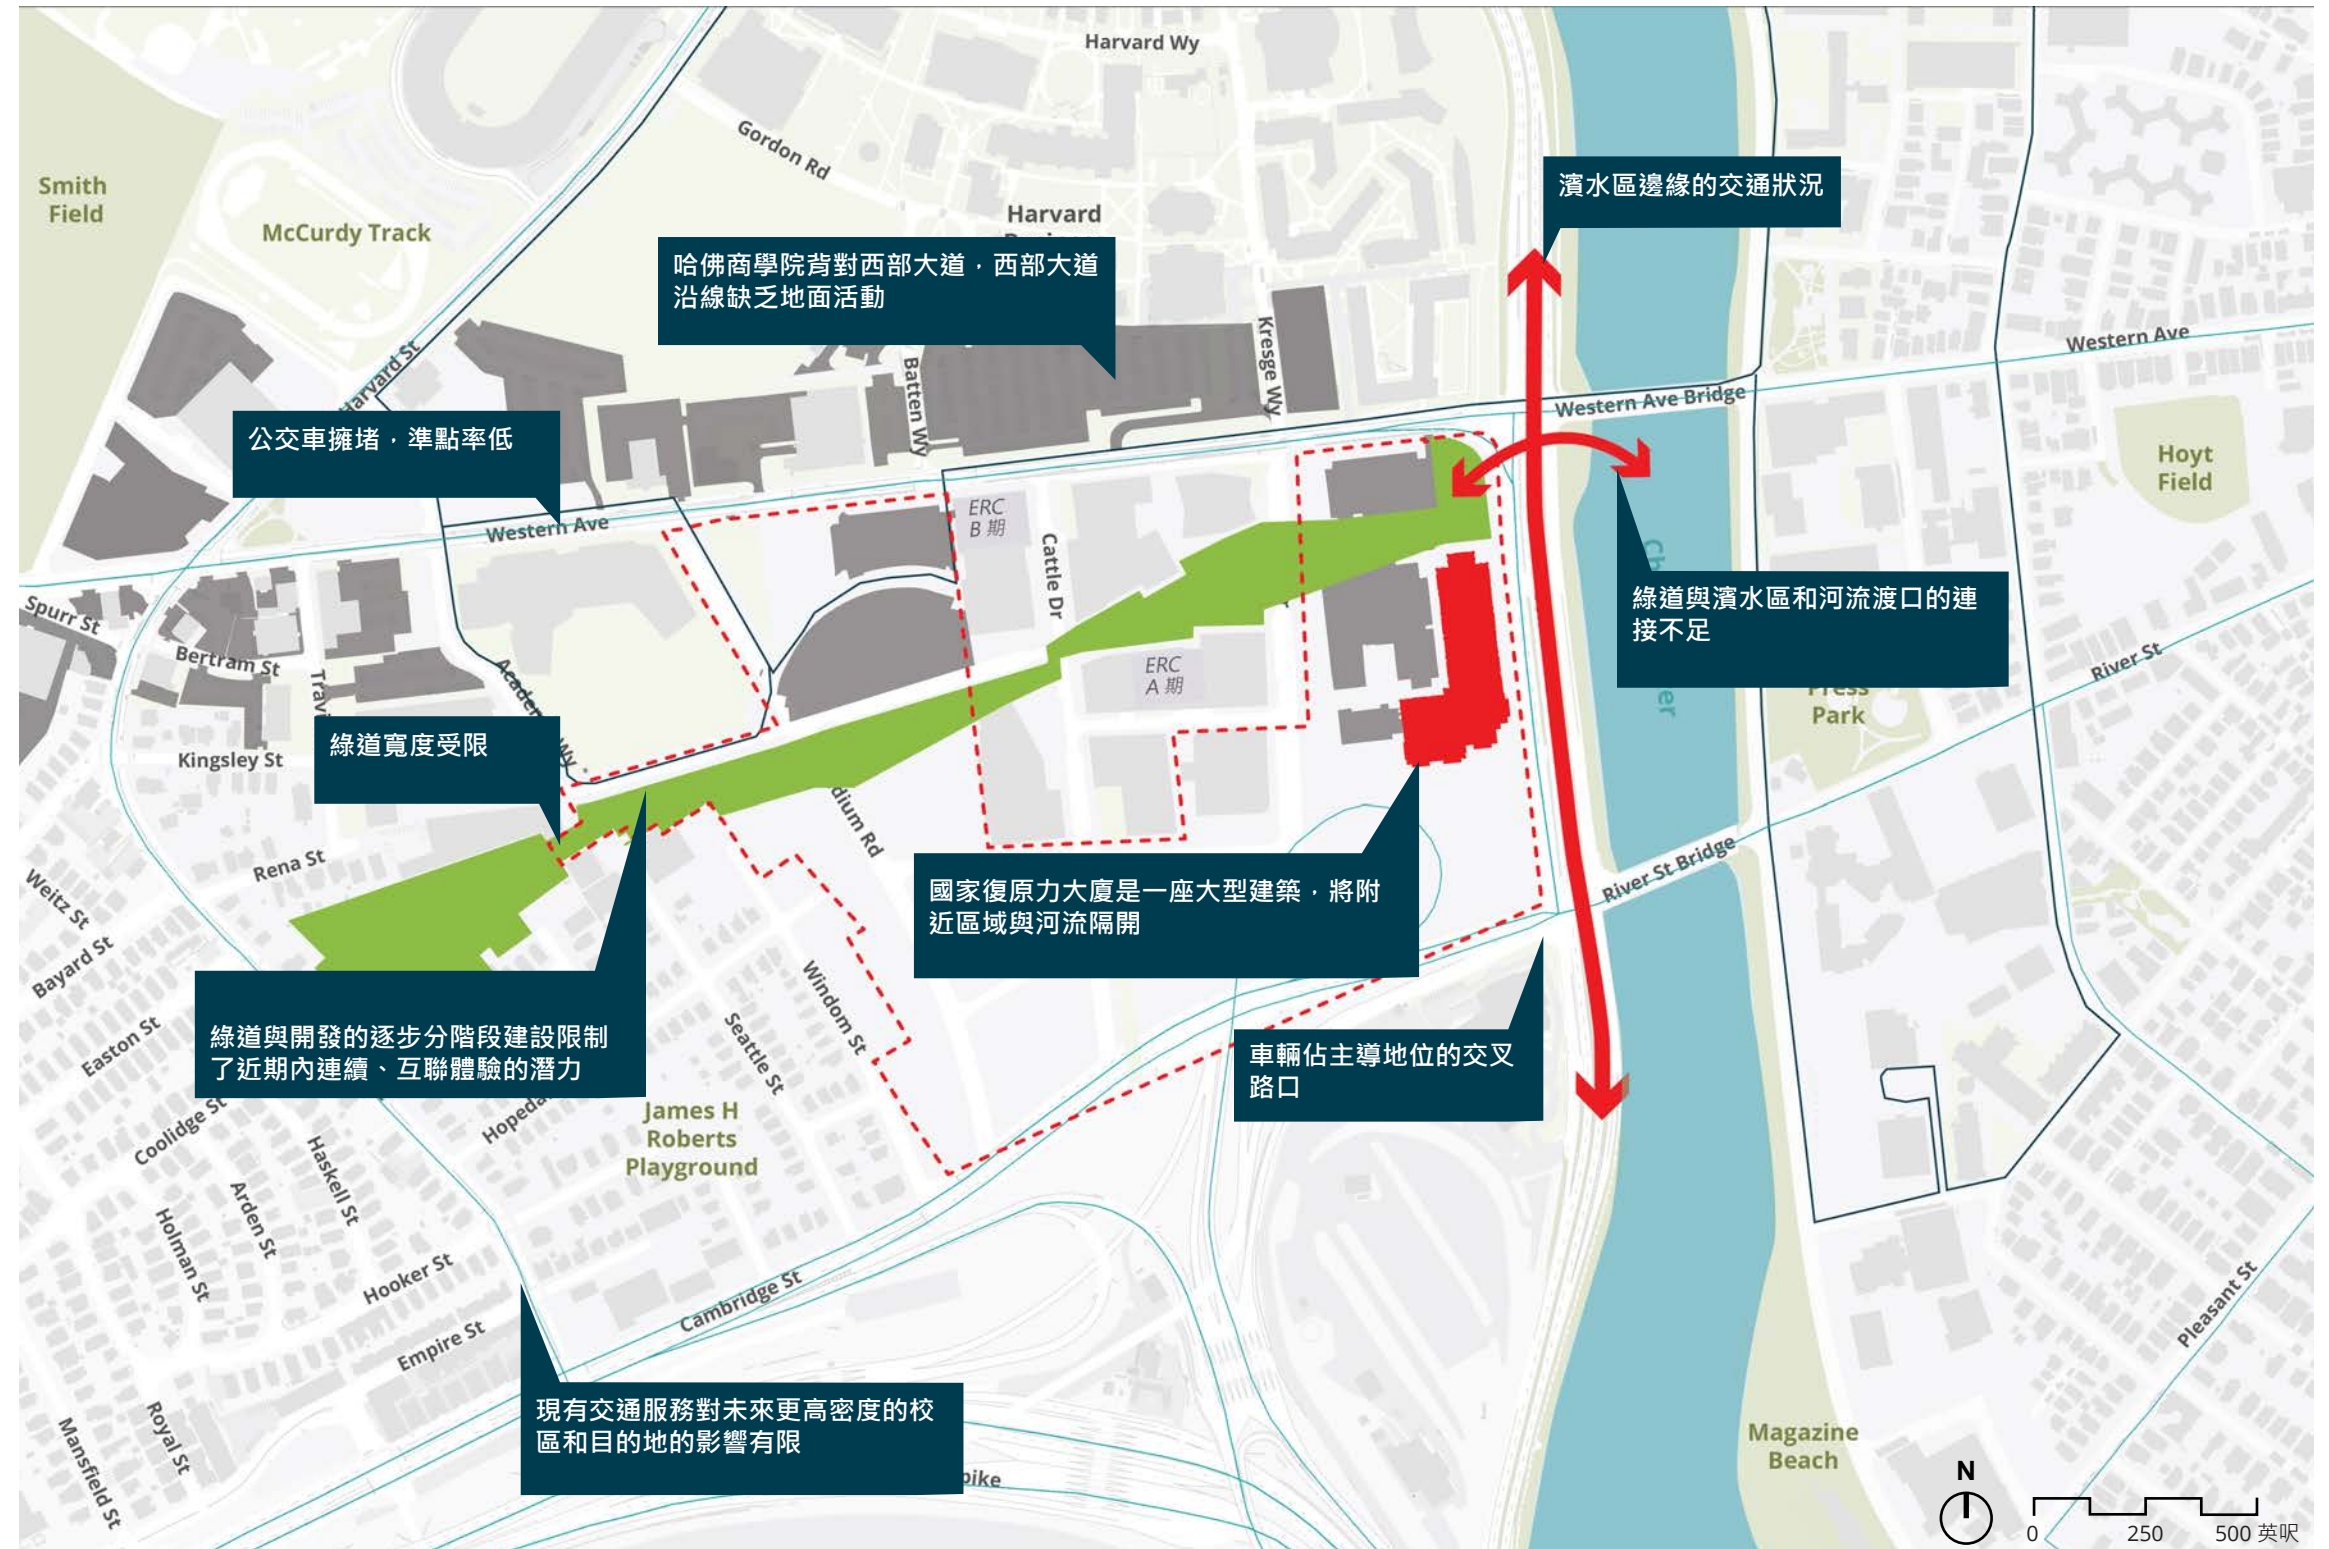 Harvard Wy
Gordon Rd
Smith
Field
McCurdy Track
Harvard
濱水區邊緣的交通狀況
哈佛商學院背對西部大道，西部大道
沿線缺乏地面活動
Harvard St
Batten Wy
Kresge Wy
Western Ave
Western Ave Bridge
公交車擁堵，準點率低
Hoyt
Field
Western Ave
ERC
B 期
Cattle Dr
綠道與濱水區和河流渡口的連
接不足
Spurr St
Bertram St
ERC
A 期
River St
Press
Park
綠道寬度受限
Kingsley St
Rena St
River St Bridge
Weitz St
國家復原力大廈是一座大型建築，將附
近區域與河流隔開
Bayard St
Windom St
Easton St
綠道與開發的逐步分階段建設限制
了近期內連續、互聯體驗的潛力
Seattle St
車輛佔主導地位的交叉
路口
Coolidge St
James H
Roberts
Playground
Haskell St
Arden St
Holman St
Hooker St
Cambridge St
Empire St
Pleasant St
現有交通服務對未來更高密度的校
區和目的地的影響有限
Royal St
Mansfield St
Magazine
Beach
N
0 250 500 英呎